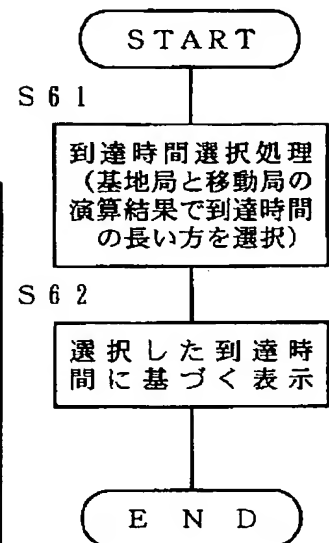 START
S61
到達時間選択処理
(基地局と移動局の
演算結果で到達時間
の長い方を選択)
S62
選択した到達時
間に基づく表示
END